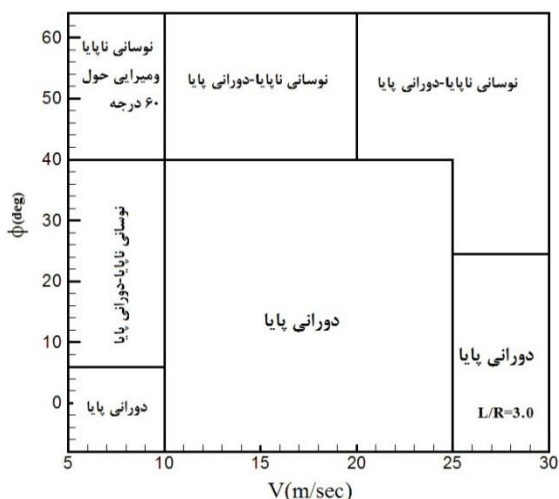 60
50
40
30
20
10
0
ϕ(deg)
نوسانی ناپایا
ومیرایی حول
۶۰ درجه
نوسانی ناپایا-دورانی پایا
نوسانی ناپایا-دورانی پایا
نوسانی ناپایا-دورانی پایا
دورانی پایا
دورانی پایا
دورانی پایا
L/R=3.0
5
10
15
20
25
30
V(m/sec)